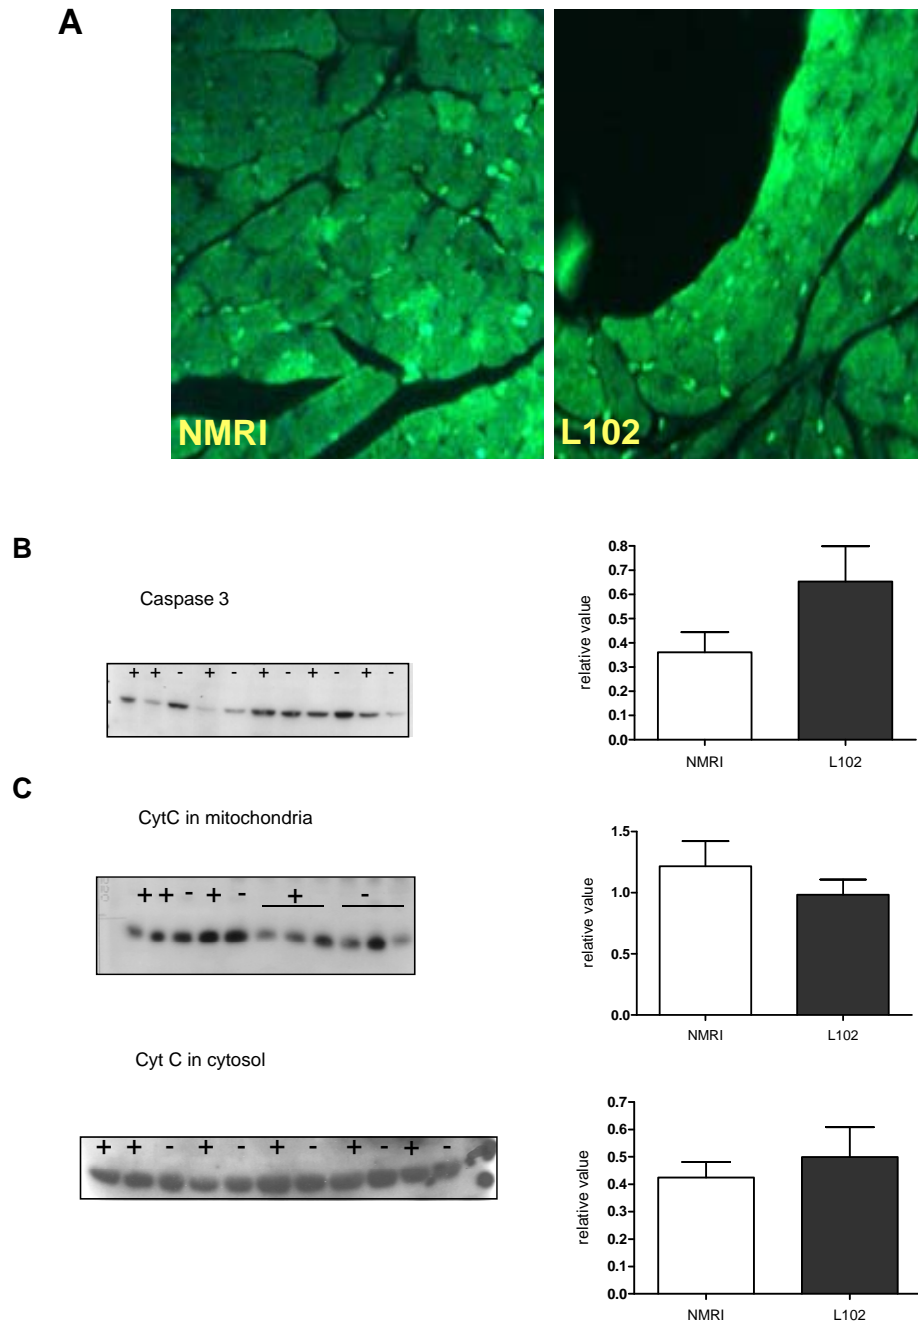 A
NMRI
L102
B
Caspase 3
+ + - + - + - + - + -
relative value
0.8
0.7
0.6
0.5
0.4
0.3
0.2
0.1
0.0
NMRI
L102
C
CytC in mitochondria
+ + - + - + -
relative value
1.5
1.0
0.5
0.0
NMRI
L102
Cyt C in cytosol
+ + - + - + - + - + -
relative value
0.7
0.6
0.5
0.4
0.3
0.2
0.1
0.0
NMRI
L102